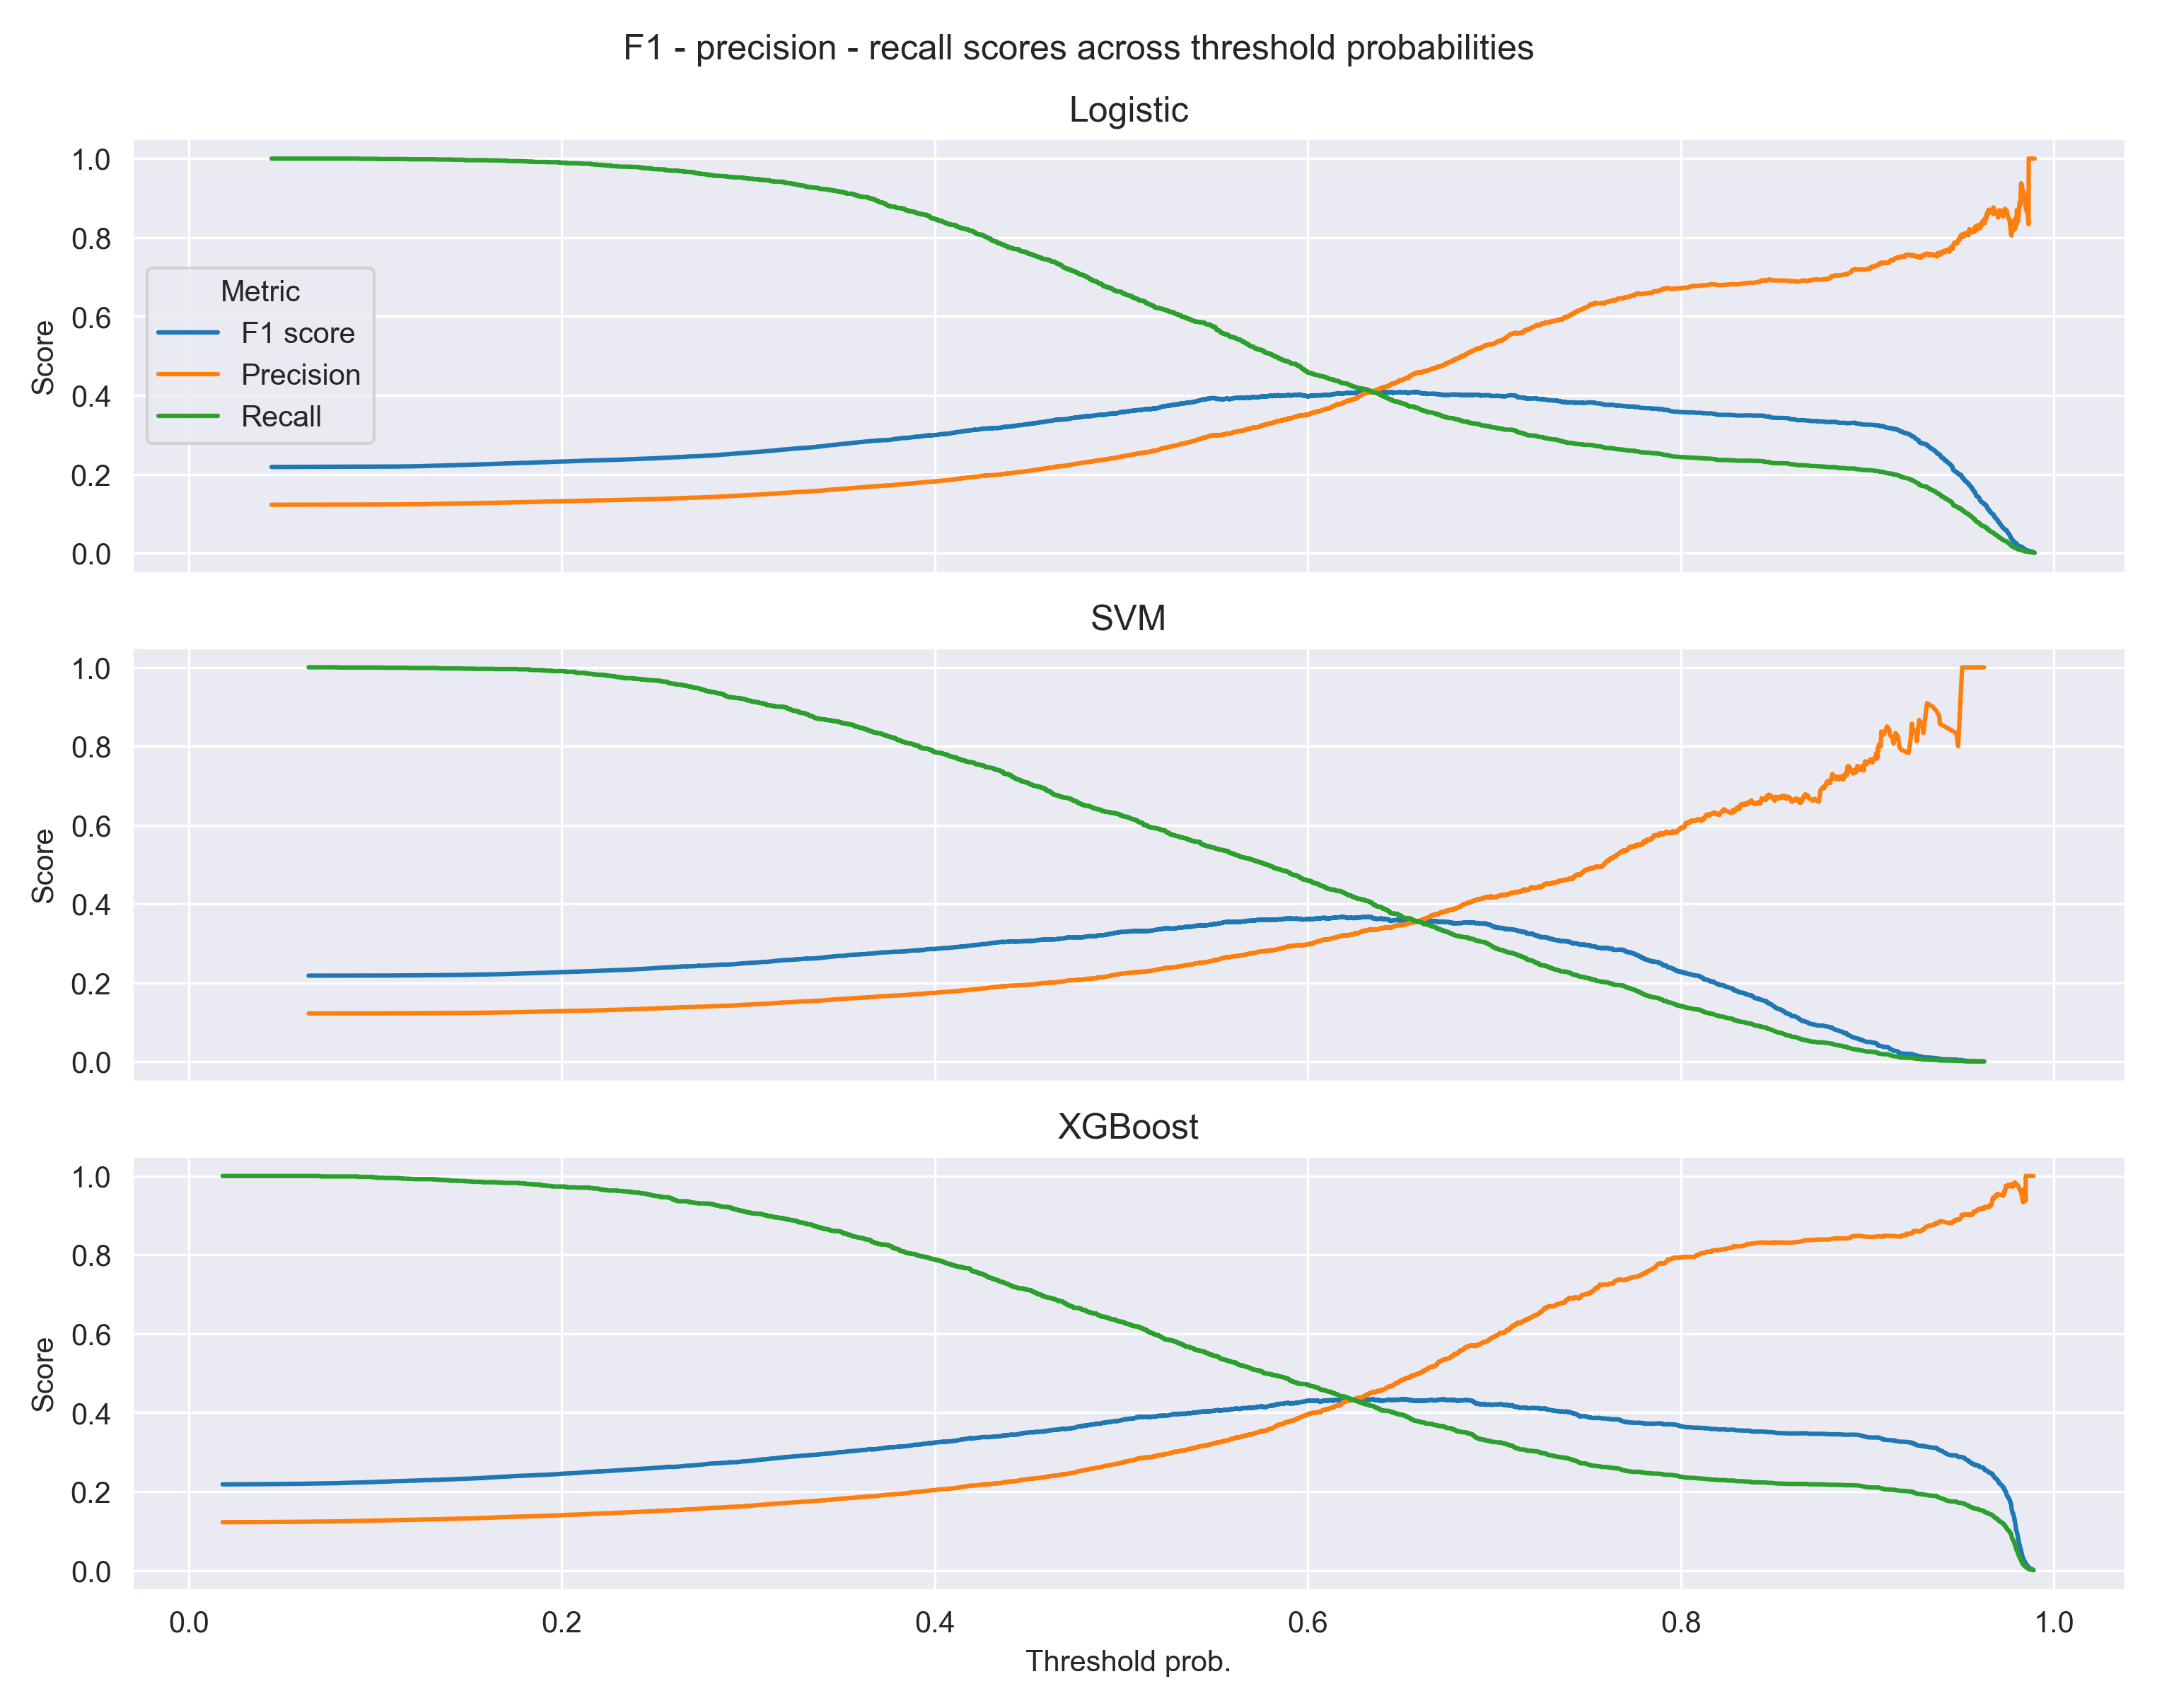 F1 - precision - recall scores across threshold probabilities
Logistic
1.0
0.8
0.6
0.4
0.2
0.0
Score
Metric
F1 score
Precision
Recall
SVM
1.0
0.8
0.6
0.4
0.2
0.0
Score
XGBoost
1.0
0.8
0.6
0.4
0.2
0.0
Score
0.0 0.2 0.4 0.6 0.8 1.0
Threshold prob.